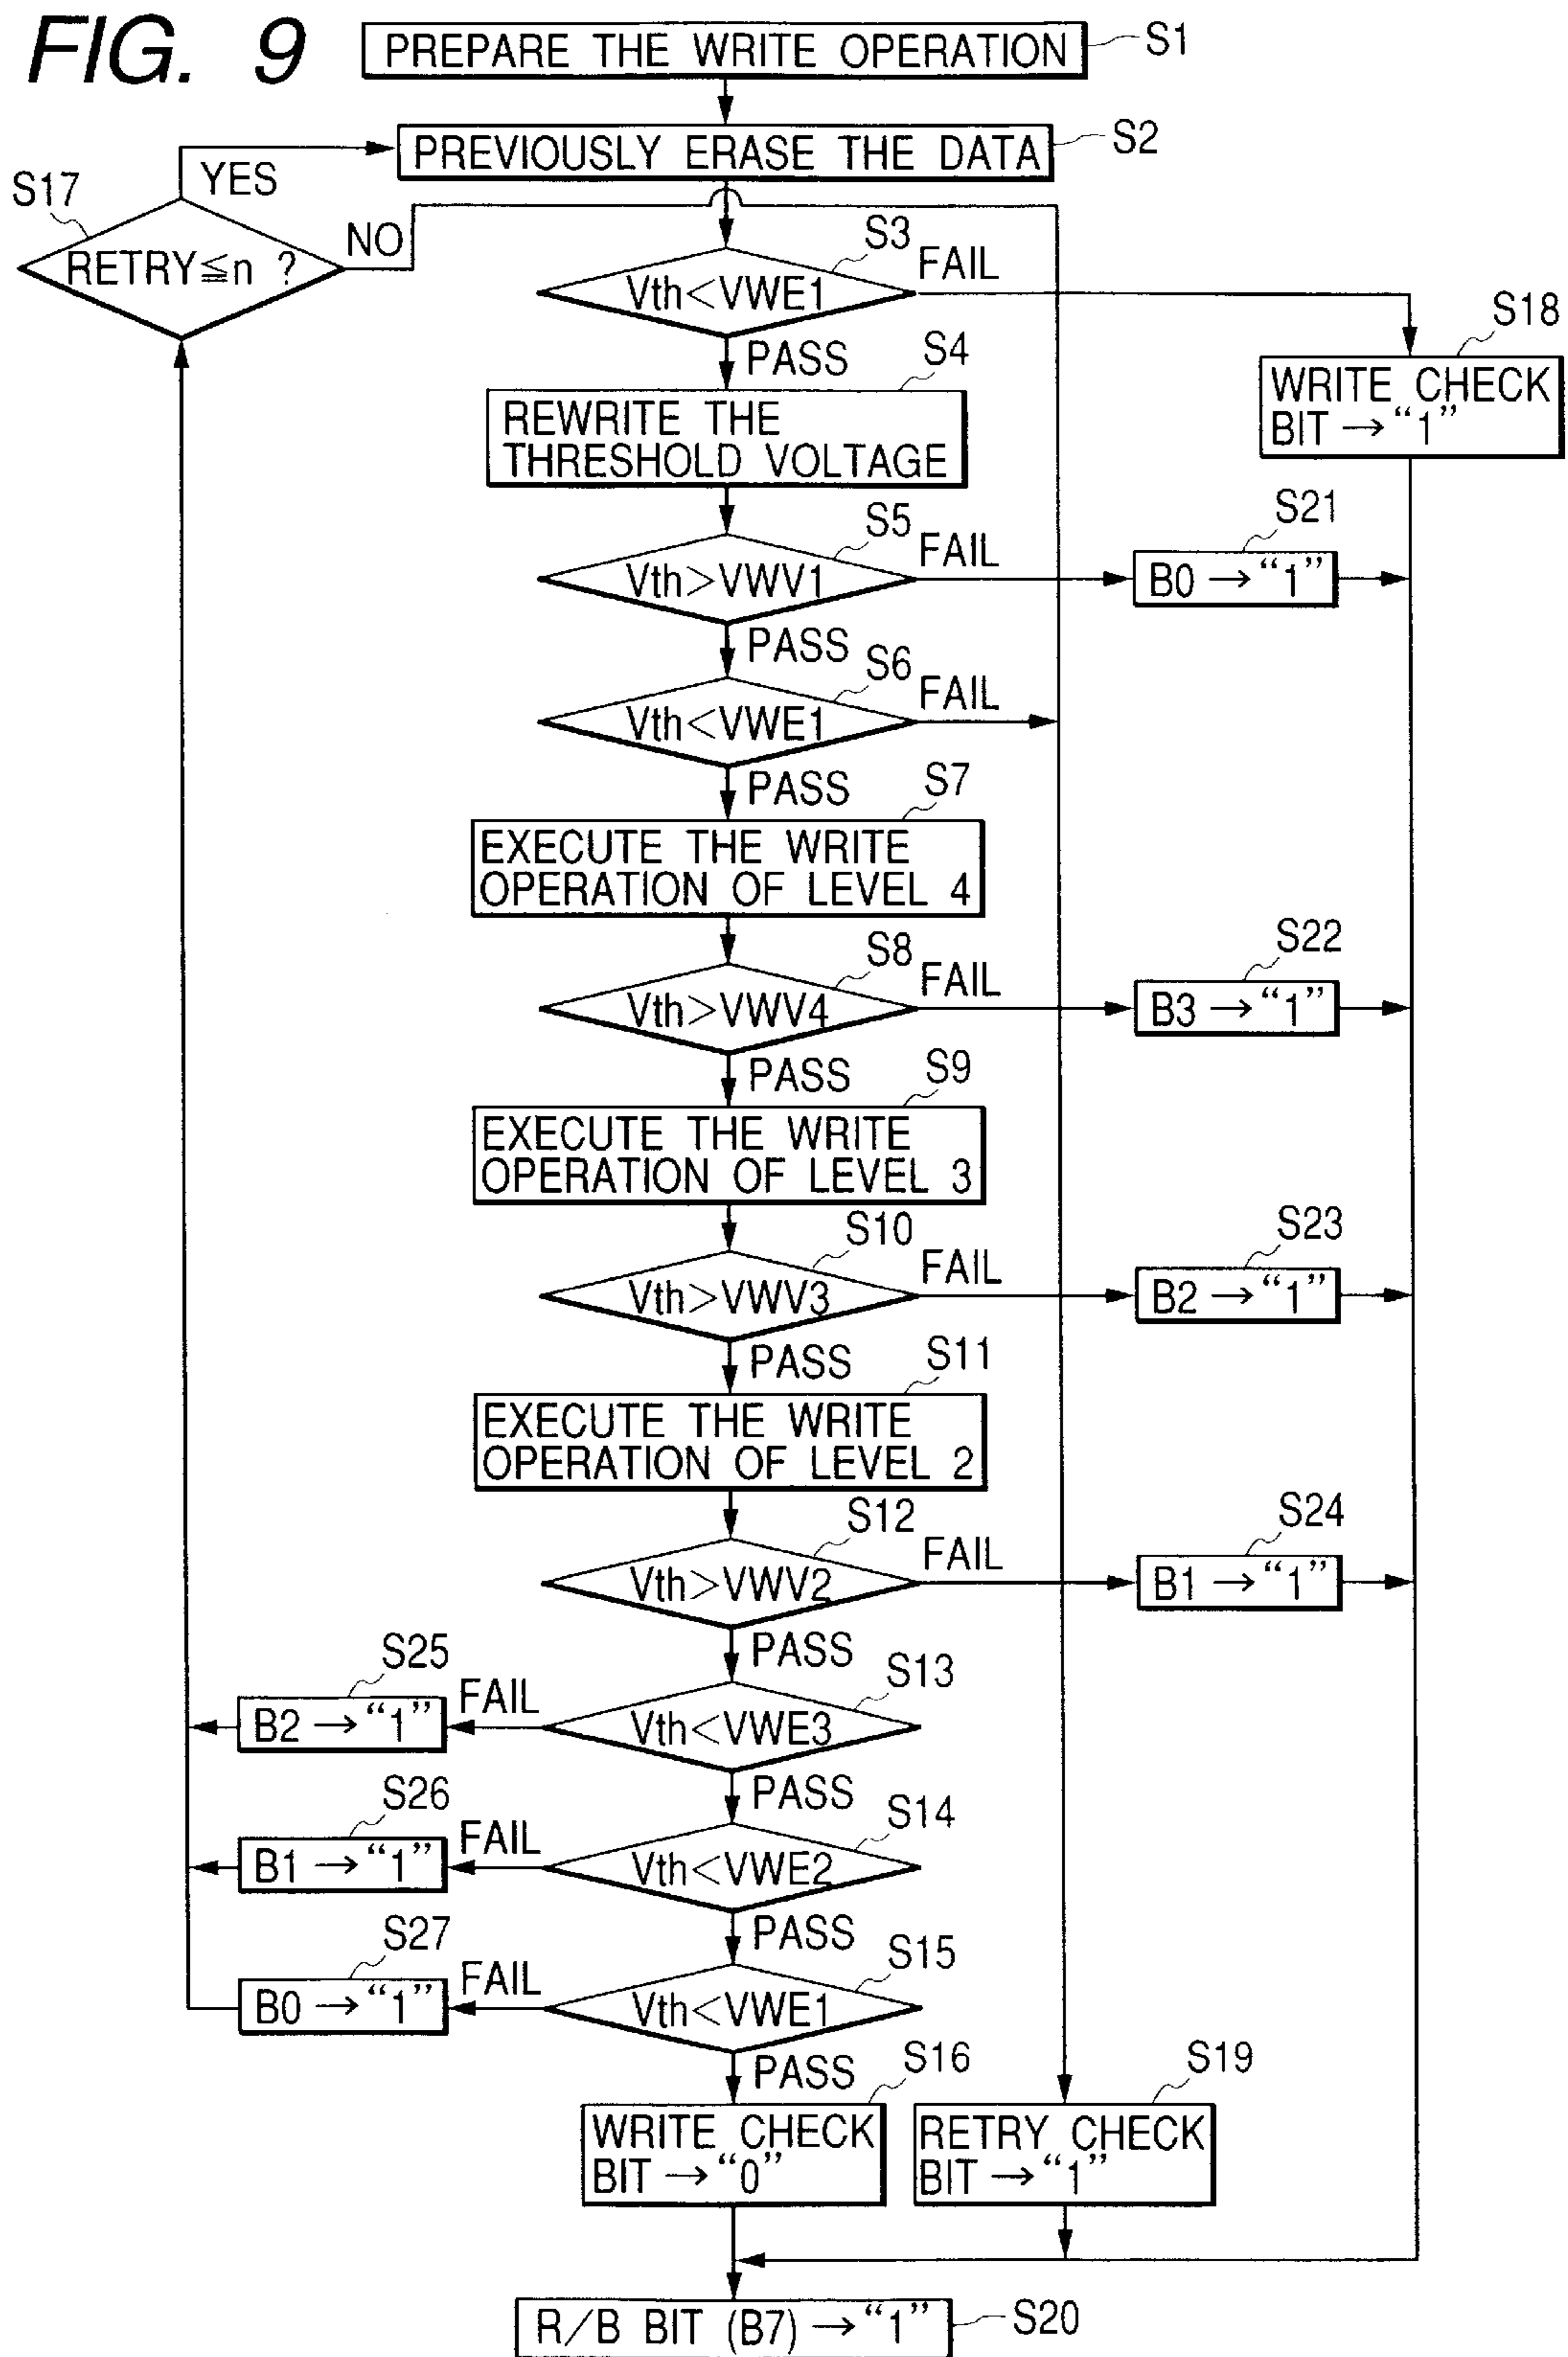 FIG. 9
PREPARE THE WRITE OPERATION
S1
PREVIOUSLY ERASE THE DATA
S2
YES
S17
RETRY≦n ?
NO
S3
Vth<VWE1
FAIL
PASS
S18
WRITE CHECK
BIT → “1”
S4
REWRITE THE
THRESHOLD VOLTAGE
S5
Vth>VWV1
FAIL
S21
B0 → “1”
PASS
S6
Vth<VWE1
FAIL
PASS
S7
EXECUTE THE WRITE
OPERATION OF LEVEL 4
S8
Vth>VWV4
FAIL
S22
B3 → “1”
PASS
S9
EXECUTE THE WRITE
OPERATION OF LEVEL 3
S10
Vth>VWV3
FAIL
S23
B2 → “1”
PASS
S11
EXECUTE THE WRITE
OPERATION OF LEVEL 2
S12
Vth>VWV2
FAIL
S24
B1 → “1”
PASS
S13
Vth<VWE3
FAIL
S25
B2 → “1”
PASS
S14
Vth<VWE2
FAIL
S26
B1 → “1”
PASS
S15
Vth<VWE1
FAIL
S27
B0 → “1”
PASS
S16
WRITE CHECK
BIT → “0”
S19
RETRY CHECK
BIT → “1”
R/B BIT (B7) → “1”
S20